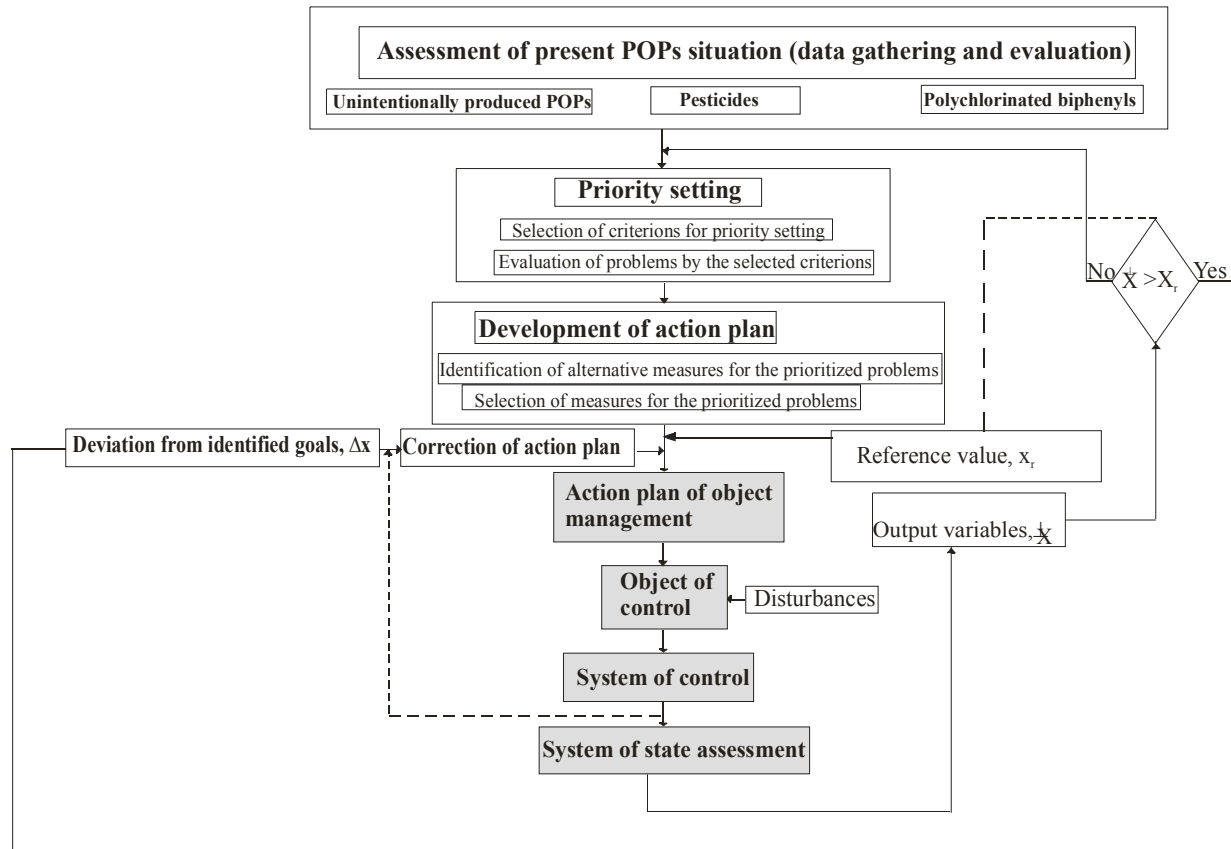 Assessment of present POPs situation (data gathering and evaluation)
Unintentionally produced POPs
Pesticides
Polychlorinated biphenyls
Priority setting
Selection of criterions for priority setting
Evaluation of problems by the selected criterions
No
X >Xr
Yes
Development of action plan
Identification of alternative measures for the prioritized problems
Selection of measures for the prioritized problems
Deviation from identified goals, Δx
Correction of action plan
Reference value, xr
Action plan of object
management
Output variables, X
Object of
control
Disturbances
System of control
System of state assessment